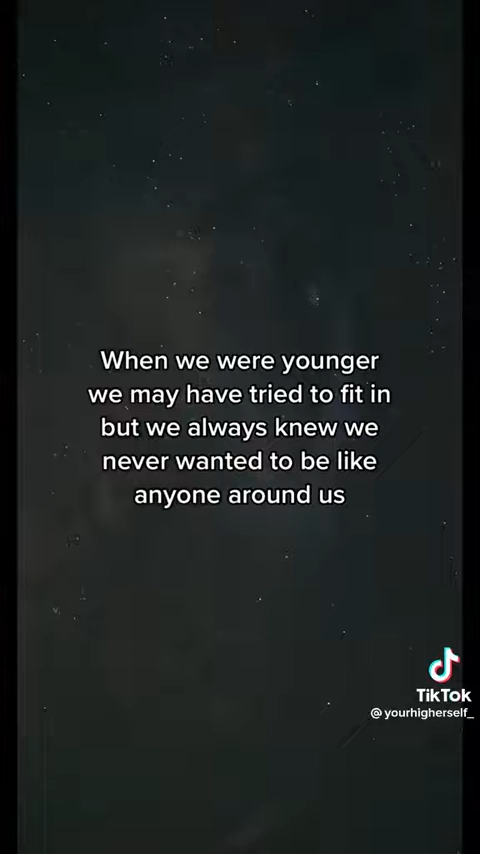 When we were younger
we may have tried to fit in
but we always knew we
never wanted to be like
anyone around us
TikTok
@yourhigherself_